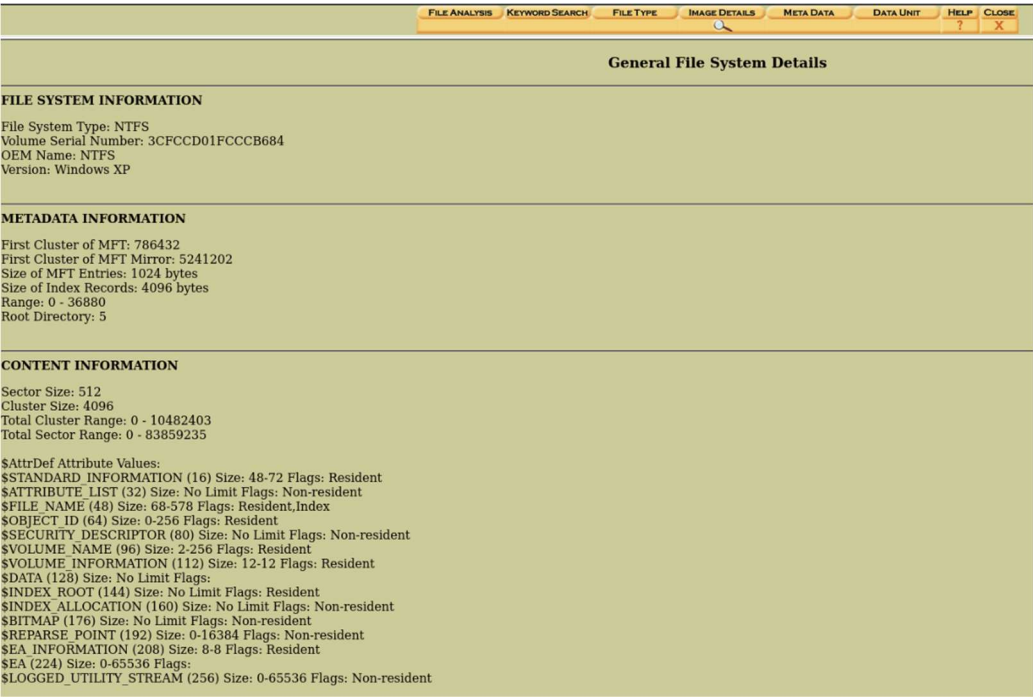 FILE ANALYSIS KEYWORD SEARCH FILE TYPE IMAGE DETAILS META DATA DATA UNIT HELP CLOSE
? X
General File System Details
FILE SYSTEM INFORMATION
File System Type: NTFS
Volume Serial Number: 3CFCCD01FCCCB684
OEM Name: NTFS
Version: Windows XP
METADATA INFORMATION
First Cluster of MFT: 786432
First Cluster of MFT Mirror: 5241202
Size of MFT Entries: 1024 bytes
Size of Index Records: 4096 bytes
Range: 0 - 36880
Root Directory: 5
CONTENT INFORMATION
Sector Size: 512
Cluster Size: 4096
Total Cluster Range: 0 - 10482403
Total Sector Range: 0 - 83859235
$AttrDef Attribute Values:
$STANDARD_INFORMATION (16) Size: 48-72 Flags: Resident
$ATTRIBUTE_LIST (32) Size: No Limit Flags: Non-resident
$FILE_NAME (48) Size: 68-578 Flags: Resident,Index
$OBJECT_ID (64) Size: 0-256 Flags: Resident
$SECURITY_DESCRIPTOR (80) Size: No Limit Flags: Non-resident
$VOLUME_NAME (96) Size: 2-256 Flags: Resident
$VOLUME_INFORMATION (112) Size: 12-12 Flags: Resident
$DATA (128) Size: No Limit Flags:
$INDEX_ROOT (144) Size: No Limit Flags: Resident
$INDEX_ALLOCATION (160) Size: No Limit Flags: Non-resident
$BITMAP (176) Size: No Limit Flags: Non-resident
$REPARSE_POINT (192) Size: 0-16384 Flags: Non-resident
$EA_INFORMATION (208) Size: 8-8 Flags: Resident
$EA (224) Size: 0-65536 Flags:
$LOGGED_UTILITY_STREAM (256) Size: 0-65536 Flags: Non-resident